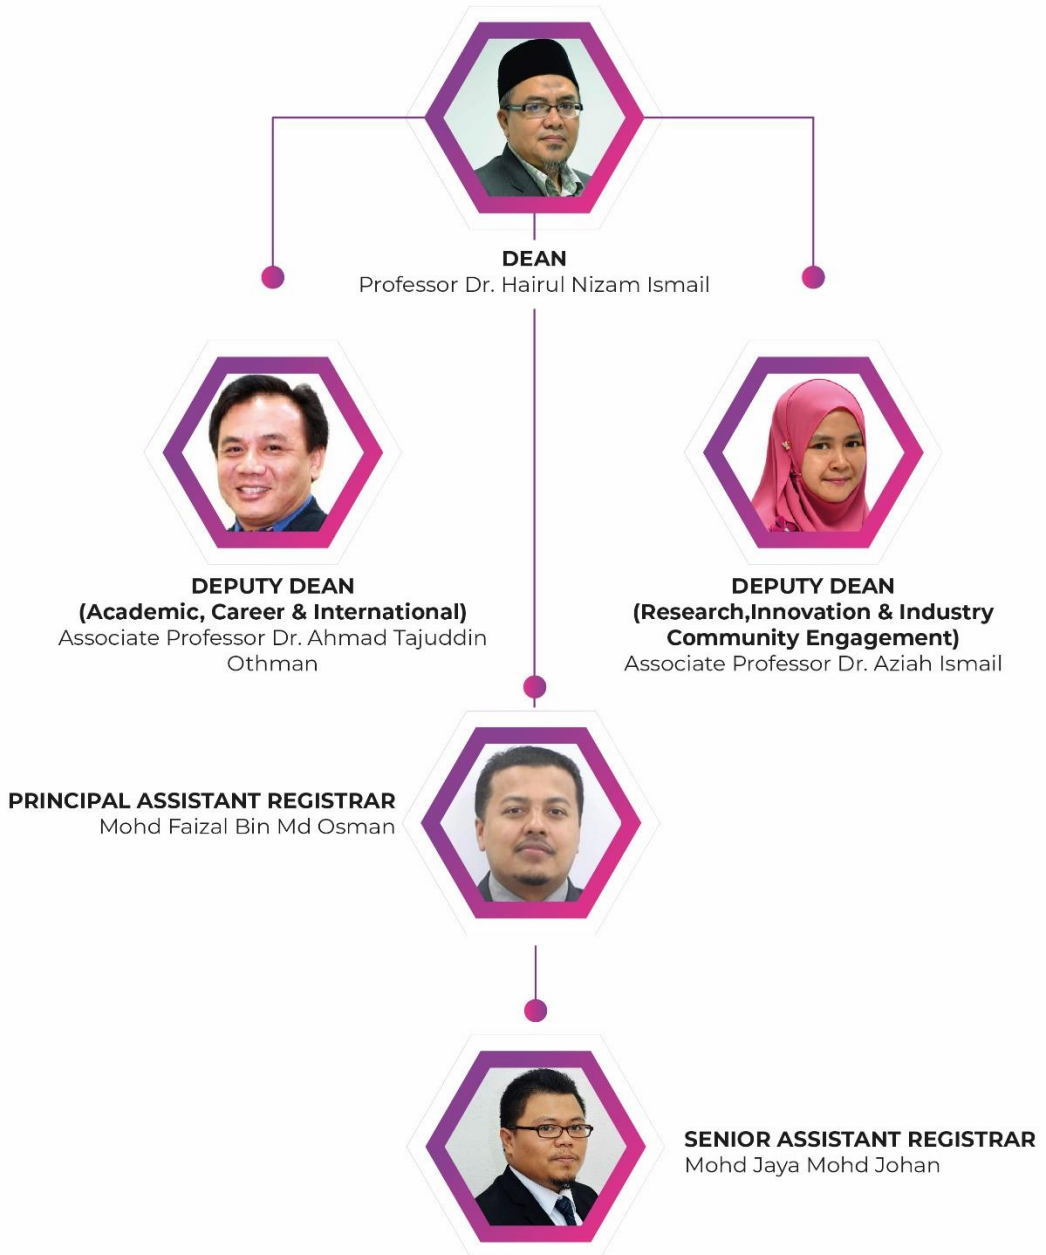 DEAN
Professor Dr. Hairul Nizam Ismail
DEPUTY DEAN
(Academic, Career & International)
Associate Professor Dr. Ahmad Tajuddin
Othman
DEPUTY DEAN
(Research,Innovation & Industry
Community Engagement)
Associate Professor Dr. Aziah Ismail
PRINCIPAL ASSISTANT REGISTRAR
Mohd Faizal Bin Md Osman
SENIOR ASSISTANT REGISTRAR
Mohd Jaya Mohd Johan